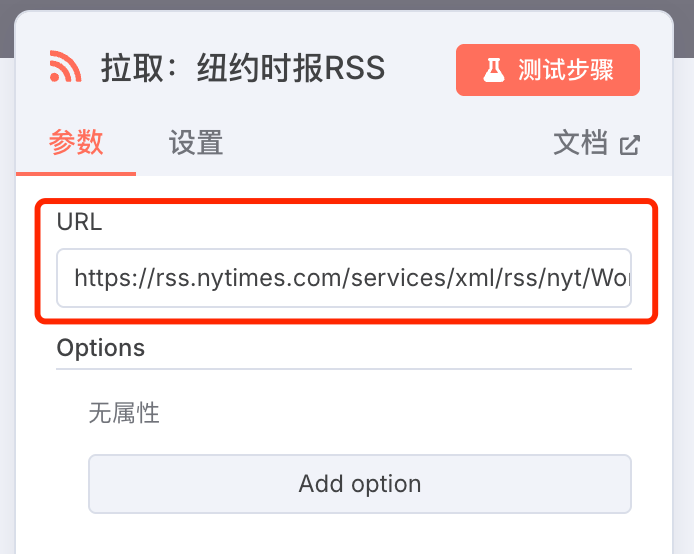 拉取：纽约时报RSS
测试步骤
参数
设置
文档
URL
https://rss.nytimes.com/services/xml/rss/nyt/Wor
Options
无属性
Add option